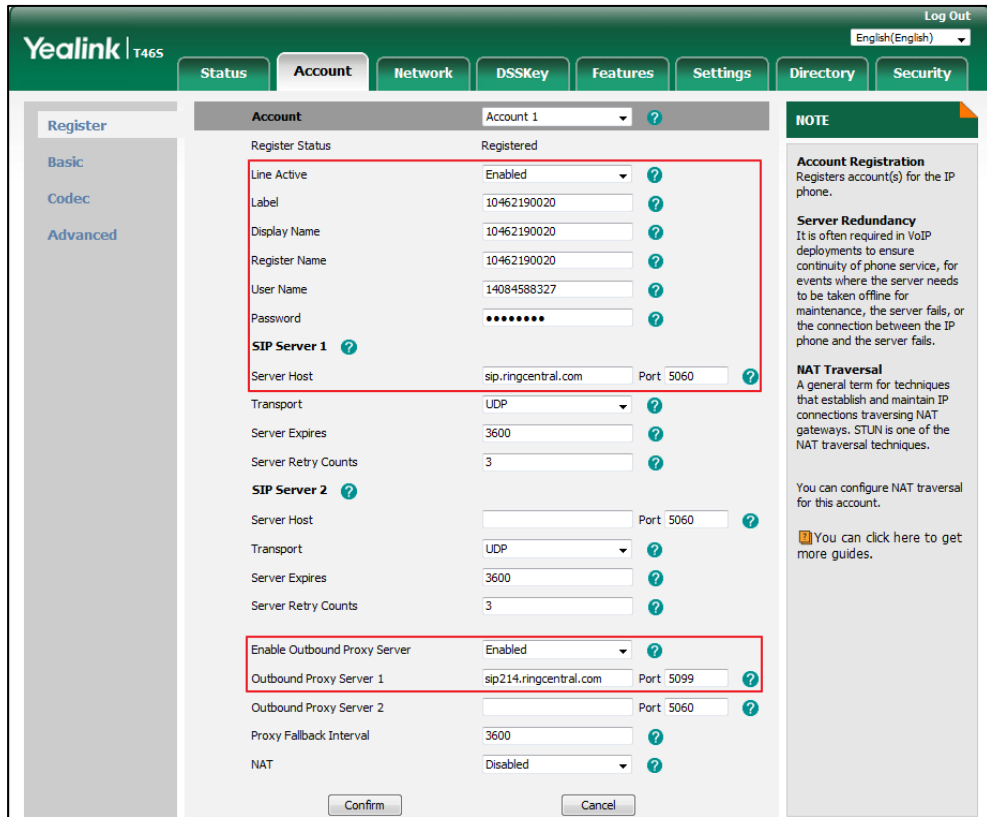 Log Out
English(English)
Yealink T46S
Status Account Network DSSKey Features Settings Directory Security
Register
Basic
Codec
Advanced
Account Account 1 ?
Register Status Registered
Line Active Enabled ?
Label 10462190020 ?
Display Name 10462190020 ?
Register Name 10462190020 ?
User Name 14084588327 ?
Password •••••••• ?
SIP Server 1 ?
Server Host sip.ringcentral.com Port 5060 ?
Transport UDP ?
Server Expires 3600 ?
Server Retry Counts 3 ?
SIP Server 2 ?
Server Host Port 5060 ?
Transport UDP ?
Server Expires 3600 ?
Server Retry Counts 3 ?
Enable Outbound Proxy Server Enabled ?
Outbound Proxy Server 1 sip214.ringcentral.com Port 5099 ?
Outbound Proxy Server 2 Port 5060 ?
Proxy Fallback Interval 3600 ?
NAT Disabled ?
Confirm Cancel
NOTE
Account Registration
Registers account(s) for the IP
phone.
Server Redundancy
It is often required in VoIP
deployments to ensure
continuity of phone service, for
events where the server needs
to be taken offline for
maintenance, the server fails, or
the connection between the IP
phone and the server fails.
NAT Traversal
A general term for techniques
that establish and maintain IP
connections traversing NAT
gateways. STUN is one of the
NAT traversal techniques.
You can configure NAT traversal
for this account.
? You can click here to get
more guides.